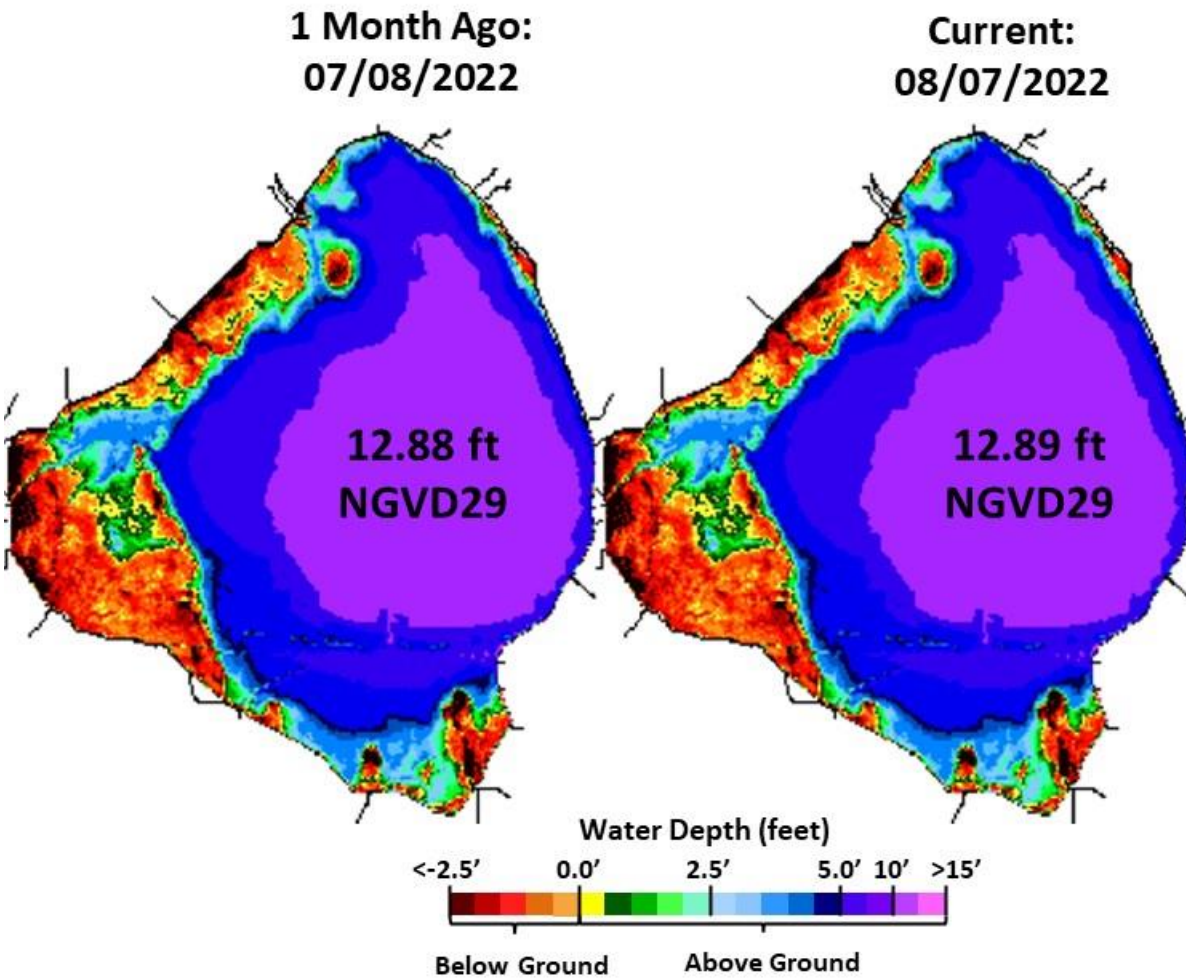 1 Month Ago:
07/08/2022
Current:
08/07/2022
12.88 ft
NGVD29
12.89 ft
NGVD29
Water Depth (feet)
<-2.5’ 0.0’ 2.5’ 5.0’ 10’ >15’
Below Ground Above Ground